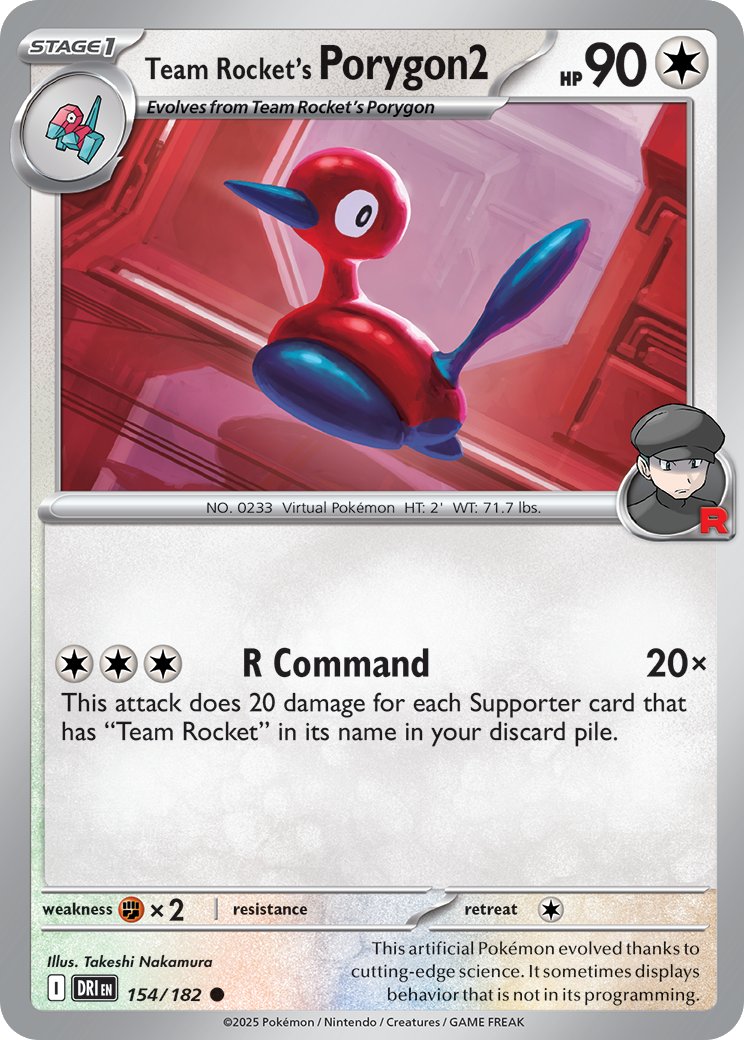 STAGE1
Team Rocket's Porygon2
HP 90
Evolves from Team Rocket's Porygon
NO. 0233 Virtual Pokémon HT: 2' WT: 71.7 lbs.
R
R Command 20×
This attack does 20 damage for each Supporter card that
has “Team Rocket” in its name in your discard pile.
weakness ×2 resistance retreat
Illus. Takeshi Nakamura
I DRI EN 154/182
This artificial Pokémon evolved thanks to
cutting-edge science. It sometimes displays
behavior that is not in its programming.
©2025 Pokémon / Nintendo / Creatures / GAME FREAK